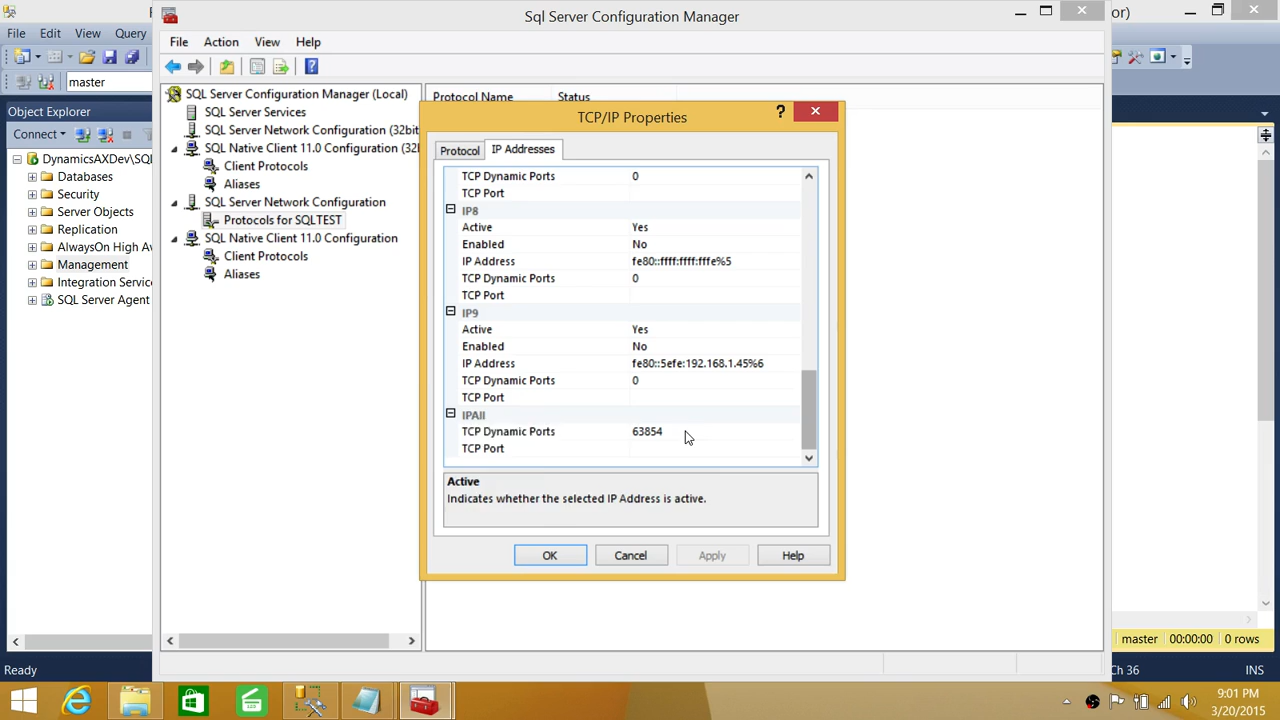 Sql Server Configuration Manager
or)
File Edit View Query
File Action View Help
master
Object Explorer
Connect
DynamicsAXDev\SQL
Databases
Security
Server Objects
Replication
AlwaysOn High Av
Management
Integration Servic
SQL Server Agent
SQL Server Configuration Manager (Local)
SQL Server Services
SQL Server Network Configuration (32bit
SQL Native Client 11.0 Configuration (32
Client Protocols
Aliases
SQL Server Network Configuration
Protocols for SQLTEST
SQL Native Client 11.0 Configuration
Client Protocols
Aliases
Protocol Name Status
TCP/IP Properties
?
Protocol IP Addresses
TCP Dynamic Ports 0
TCP Port
IP8
Active Yes
Enabled No
IP Address fe80::ffff:ffff:fffe%5
TCP Dynamic Ports 0
TCP Port
IP9
Active Yes
Enabled No
IP Address fe80::5efe:192.168.1.45%6
TCP Dynamic Ports 0
TCP Port
IPAll
TCP Dynamic Ports 63854
TCP Port
Active
Indicates whether the selected IP Address is active.
OK Cancel Apply Help
master 00:00:00 0 rows
Ready
Ch 36 INS
9:01 PM
3/20/2015